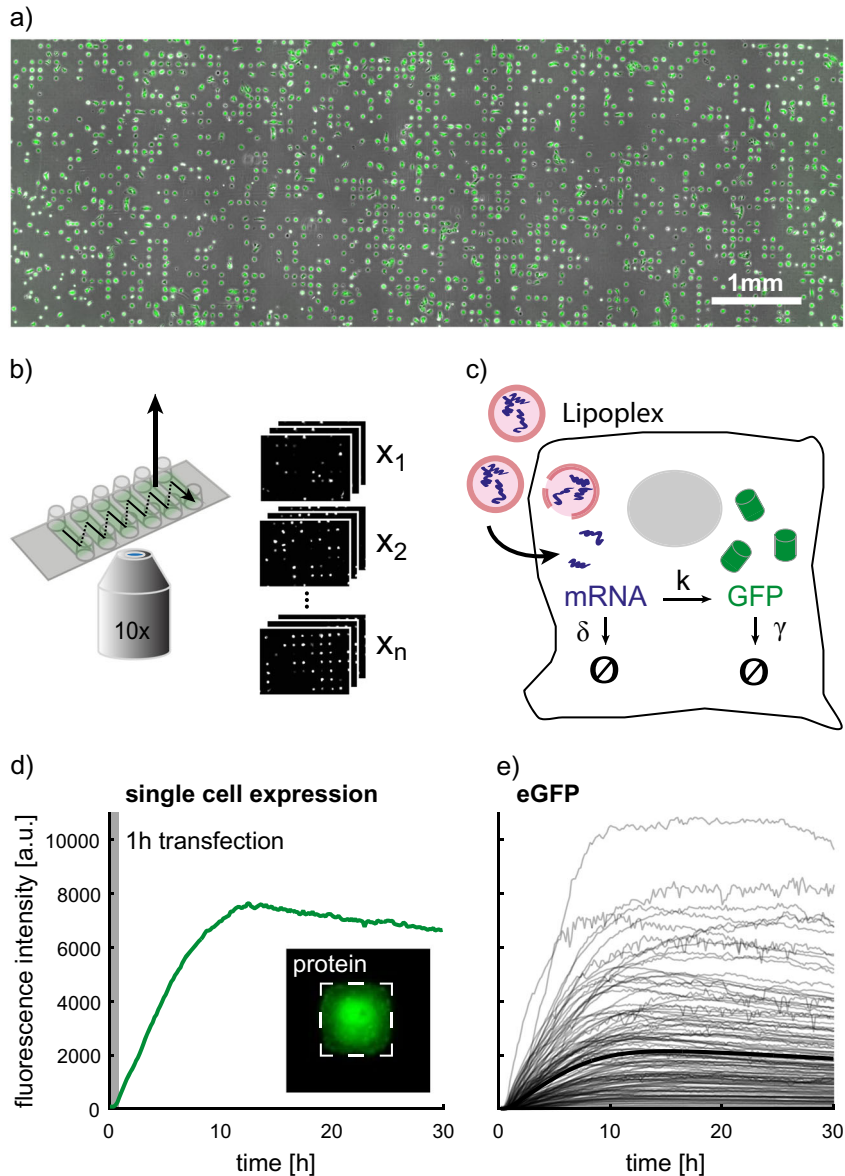 a)
1mm
b)
10x
x1
x2
xn
c)
Lipoplex
mRNA
k
GFP
δ
γ
Ø
Ø
d)
single cell expression
1h transfection
protein
fluorescence intensity [a.u.]
10000
8000
6000
4000
2000
0
0
10
20
30
time [h]
e)
eGFP
0
10
20
30
time [h]